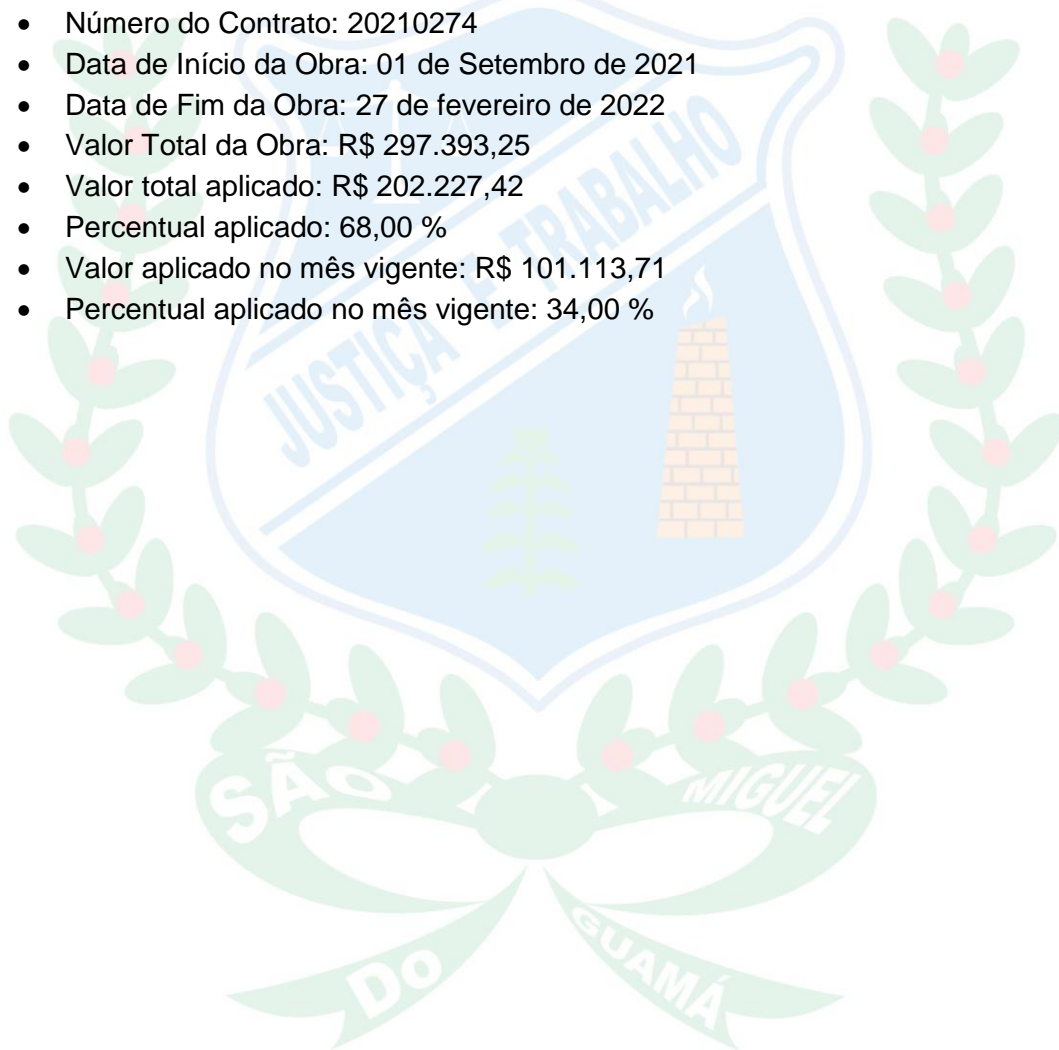 • Número do Contrato: 20210274
• Data de Início da Obra: 01 de Setembro de 2021
• Data de Fim da Obra: 27 de fevereiro de 2022
• Valor Total da Obra: R$ 297.393,25
• Valor total aplicado: R$ 202.227,42
• Percentual aplicado: 68,00 %
• Valor aplicado no mês vigente: R$ 101.113,71
• Percentual aplicado no mês vigente: 34,00 %
JUSTIÇA E TRABALHO
SÃO MIGUEL
DO GUAMÁ